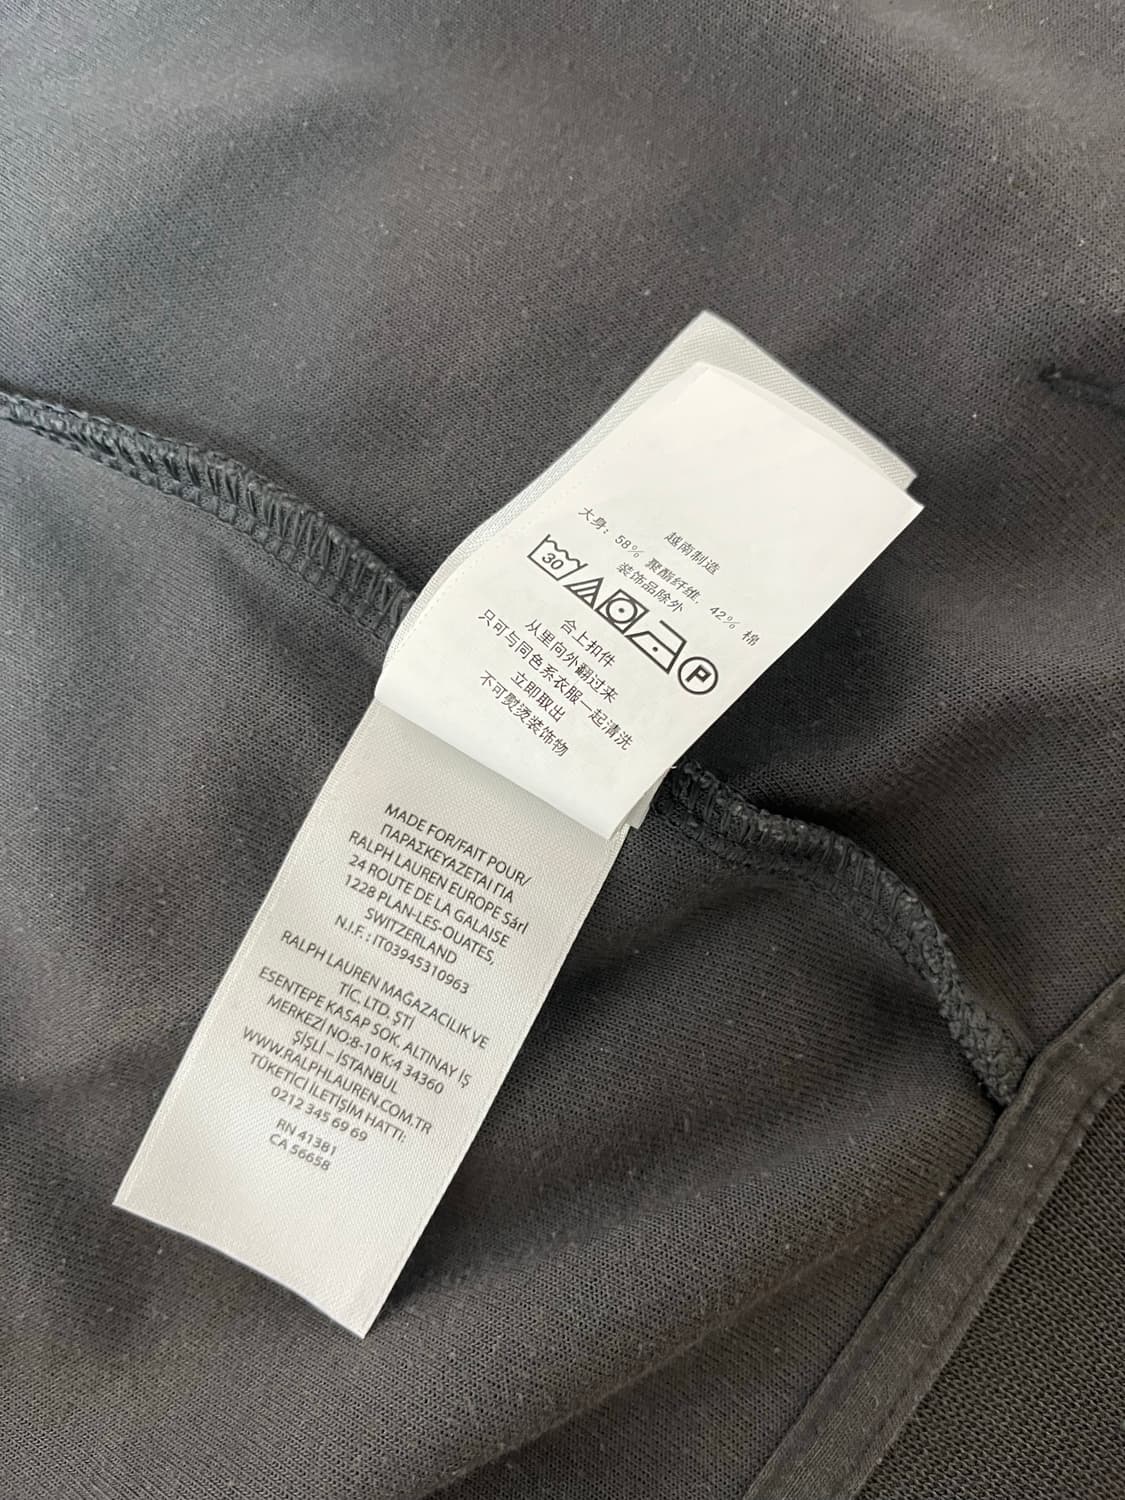 越南制造
大身: 58% 聚酯纤维, 42% 棉
装饰品除外
30 P
合上扣件
从里向外翻过来
只可与同色系衣服一起清洗
立即取出
不可熨烫装饰物
MADE FOR/FAIT POUR/
ΠΑΡΑΣΚΕΥΑΖΕΤΑΙ ΓΙΑ
RALPH LAUREN EUROPE Sárl
24 ROUTE DE LA GALAISE
1228 PLAN-LES-OUATES,
SWITZERLAND
N.I.F. : IT03945310963
RALPH LAUREN MAĞAZACILIK VE
TİC. LTD. ŞTİ
ESENTEPE KASAP SOK. ALTINAY İŞ
MERKEZİ NO:8-10 K:4 34360
ŞİŞLİ – ISTANBUL
WWW.RALPHLAUREN.COM.TR
TÜKETİCİ İLETİŞİM HATTI:
0212 345 69 69
RN 41381
CA 56658